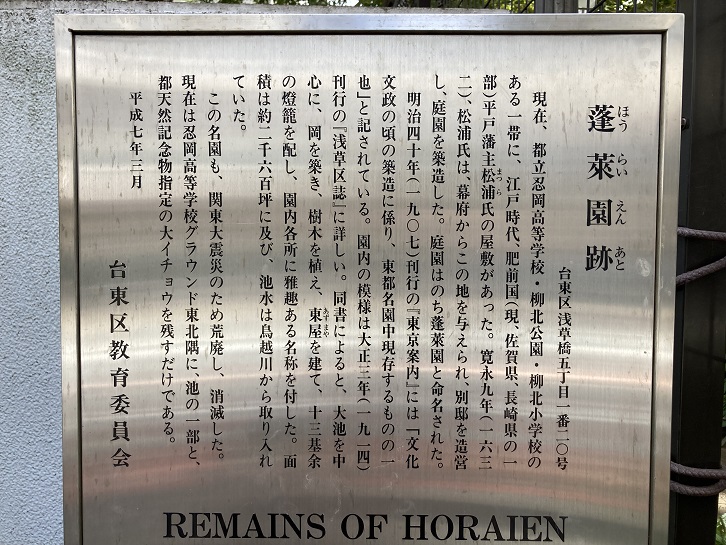 蓬萊園跡
ほうらいえんあと
台東区浅草橋五丁目一番二〇号
現在、都立忍岡高等学校・柳北公園・柳北小学校の
ある一帯に、江戸時代、肥前国(現、佐賀県、長崎県の一
部)平戸藩主松浦氏の屋敷があった。寛永九年(一六三
まつら
二)、松浦氏は、幕府からこの地を与えられ、別邸を造営
し、庭園を築造した。庭園はのち蓬萊園と命名された。
明治四十年(一九〇七)刊行の『東京案内』には「文化
文政の頃の築造に係り、東都名園中現存するものの一
也」と記されている。園内の模様は大正三年(一九一四)
刊行の『浅草区誌』に詳しい。同書によると、大池を中
心に、岡を築き、樹木を植え、東屋を建て、十三基余
あずまや
の燈籠を配し、園内各所に雅趣ある名称を付した。面
積は約二千六百坪に及び、池水は鳥越川から取り入れ
ていた。
この名園も、関東大震災のため荒廃し、消滅した。
現在は忍岡高等学校グラウンド東北隅に、池の一部と、
都天然記念物指定の大イチョウを残すだけである。
平成七年三月
台東区教育委員会
REMAINS OF HORAIEN